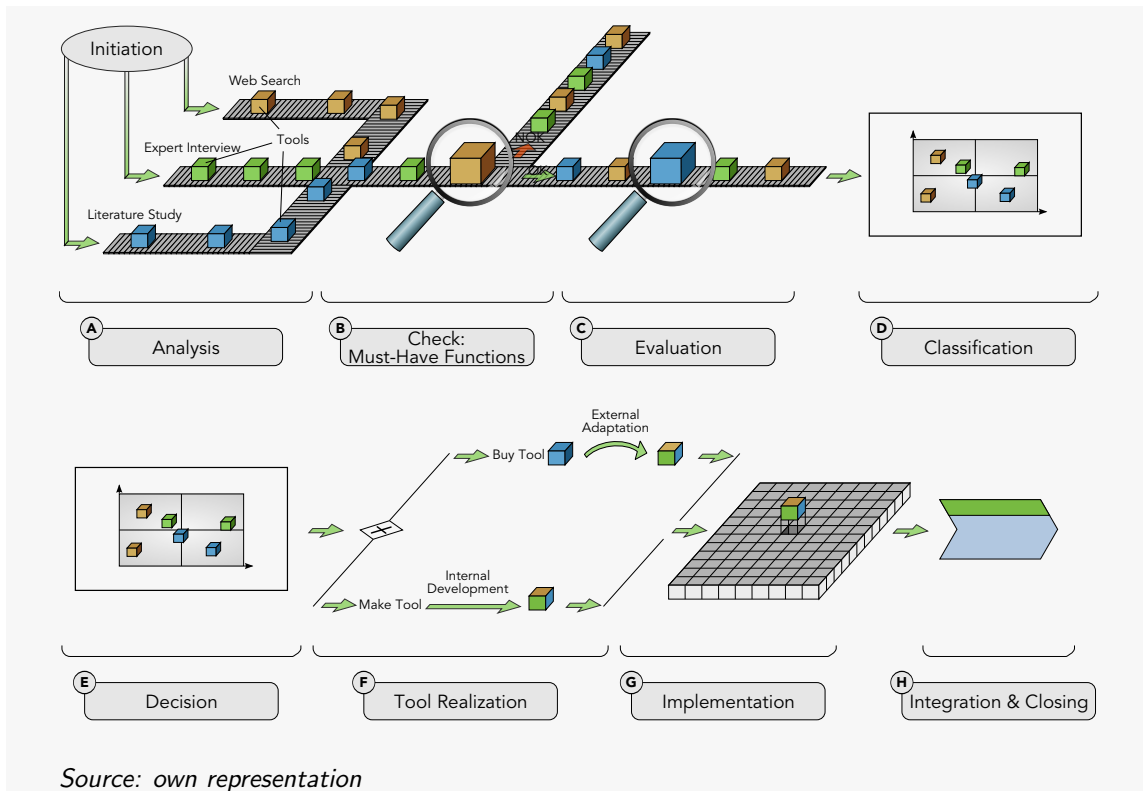 Initiation
Web Search
Tools
Expert Interview
Literature Study
NOK
OK
A
Analysis
B
Check:
Must-Have Functions
C
Evaluation
D
Classification
External
Adaptation
Buy Tool
Internal
Development
Make Tool
E
Decision
F
Tool Realization
G
Implementation
H
Integration & Closing
Source: own representation